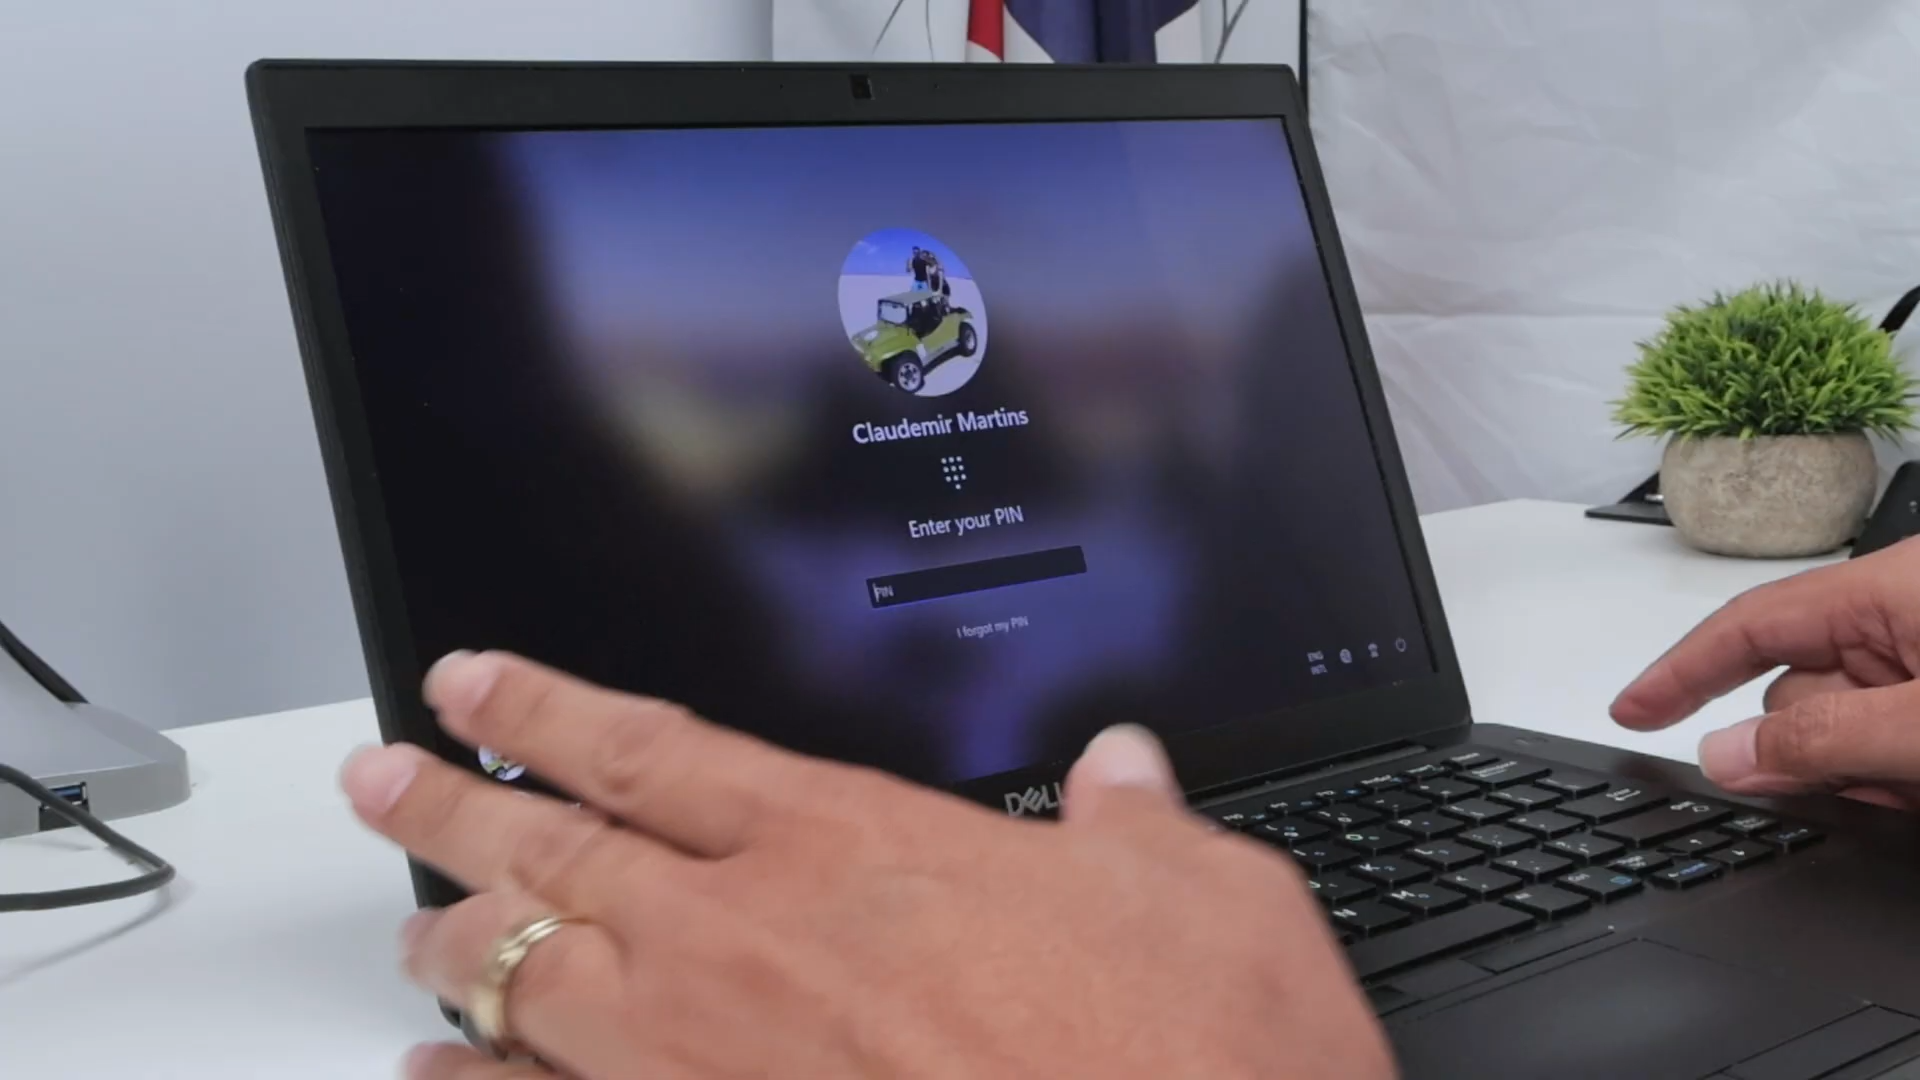 Claudemir Martins
Enter your PIN
PIN
I forgot my PIN
ENG
INTL
DELL